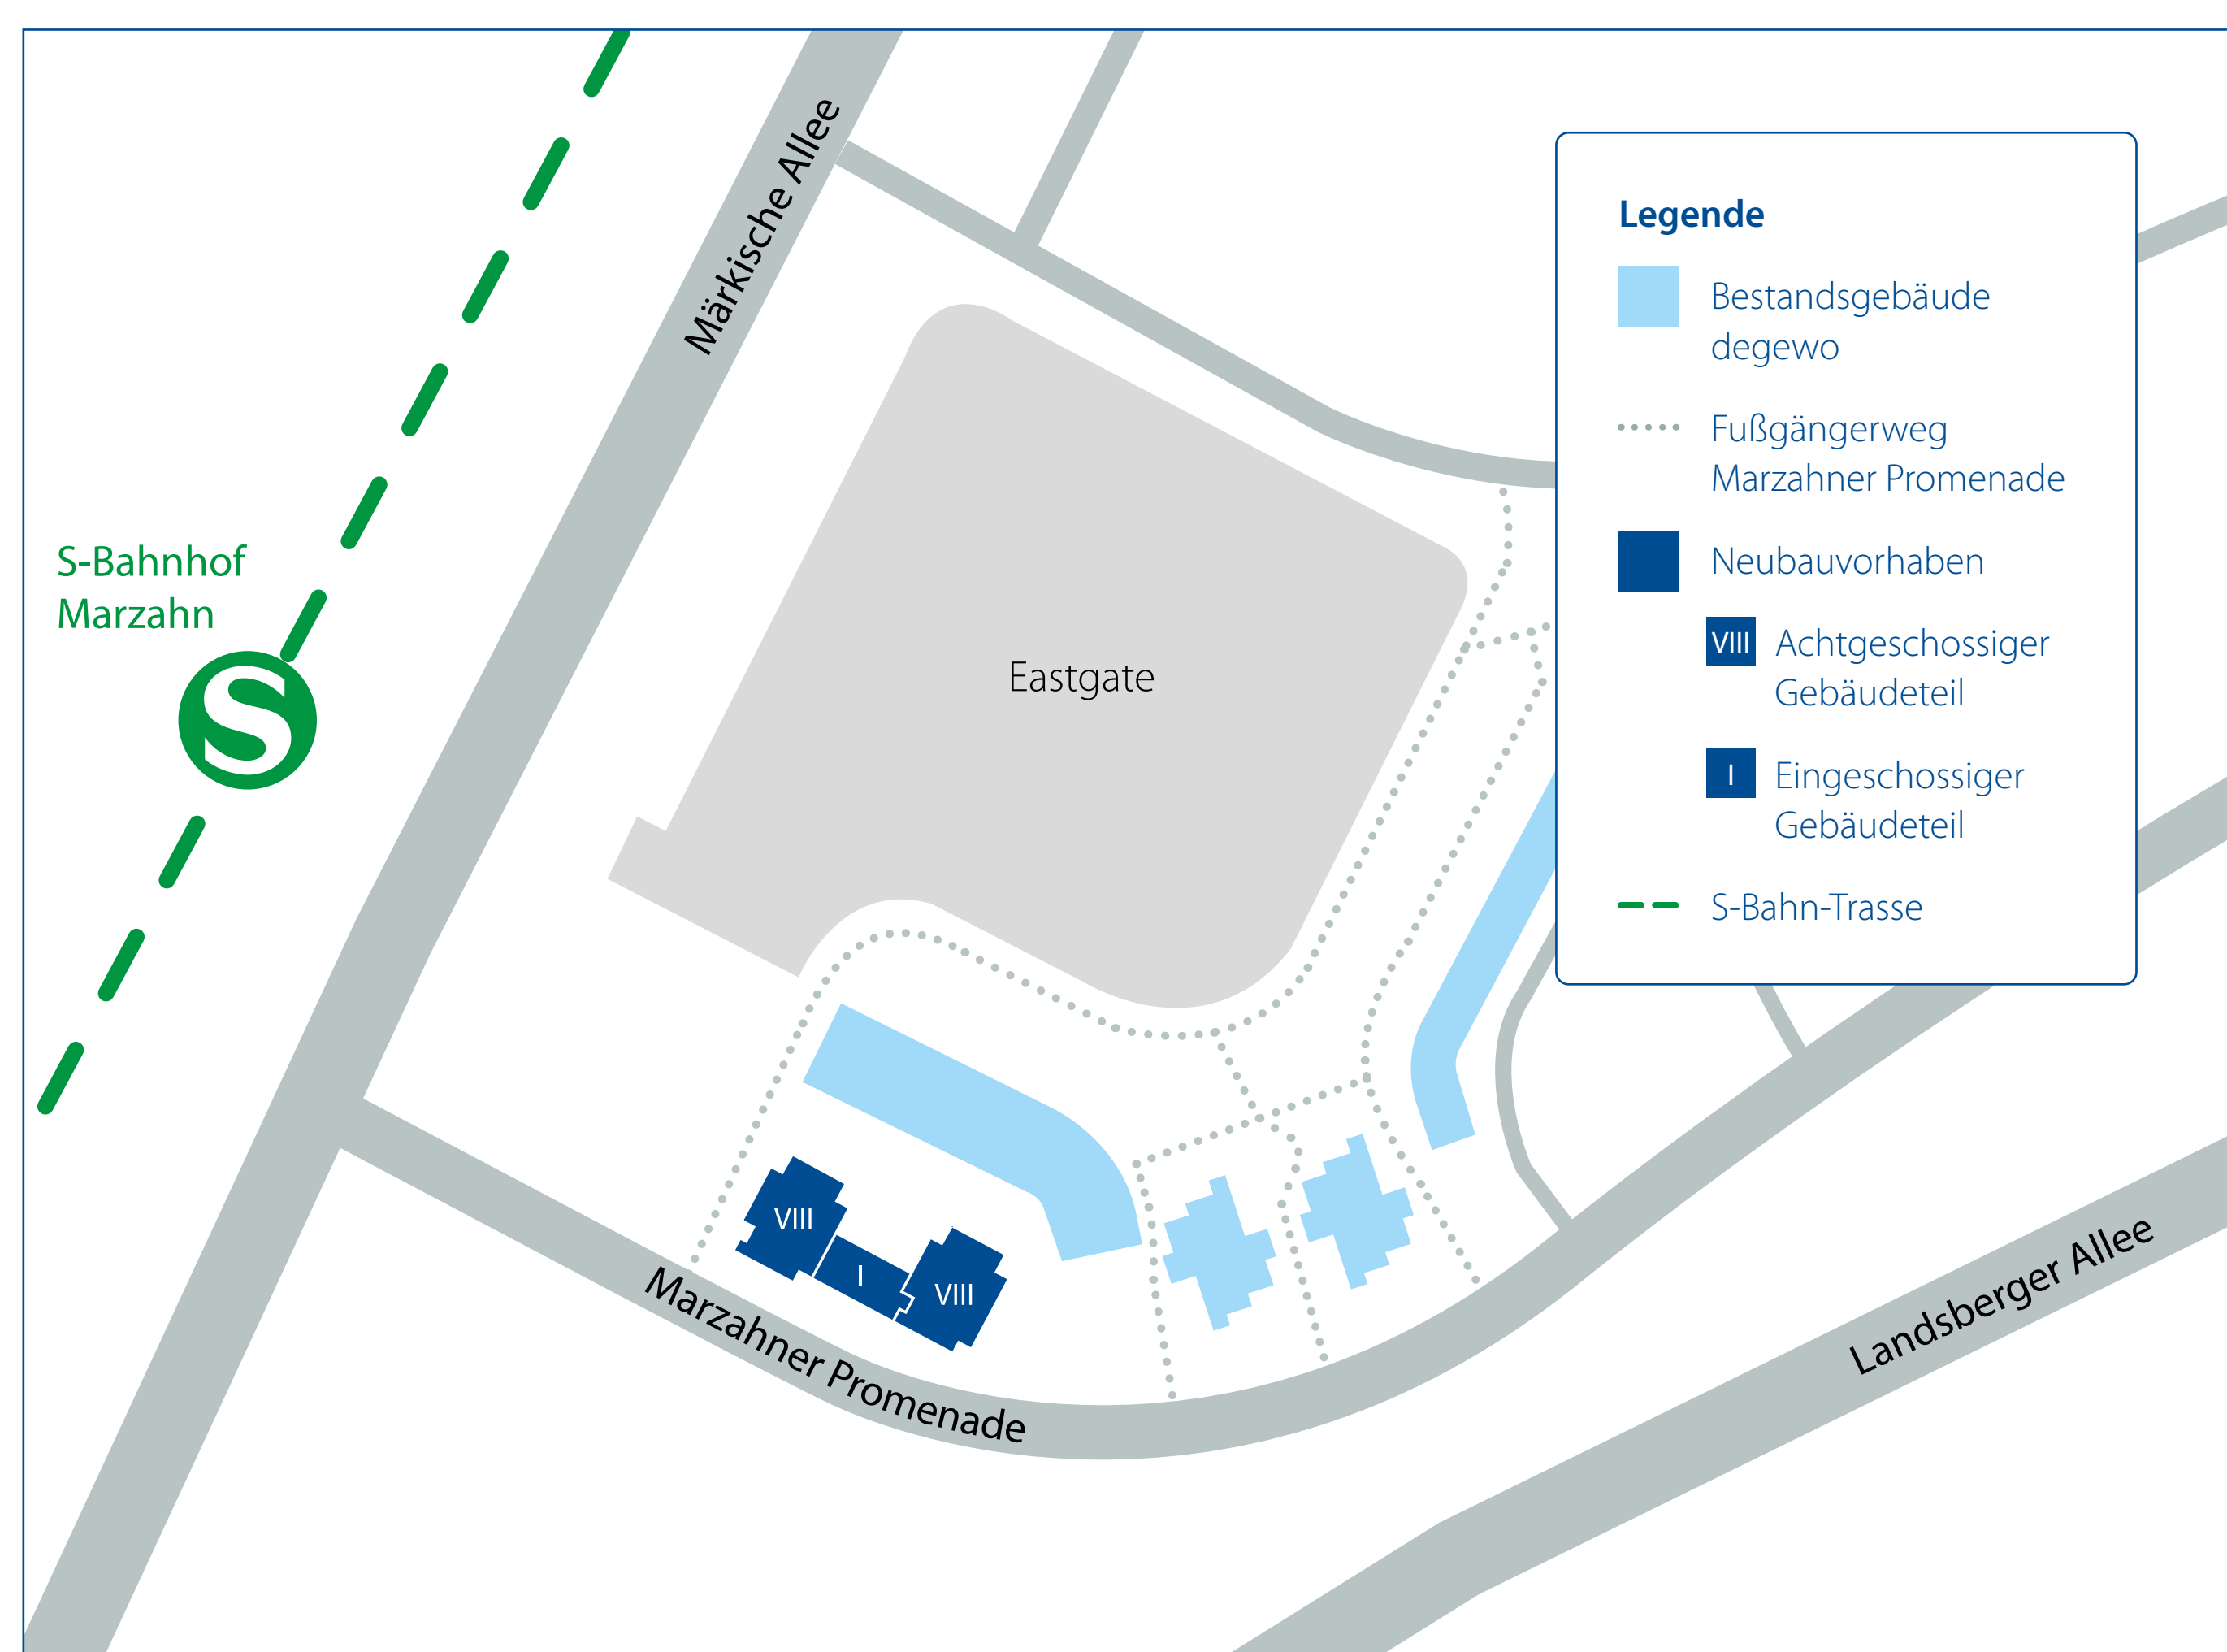 Märkische Allee
Legende
Bestandsgebäude
degewo
Fußgängerweg
Marzahner Promenade
Neubauvorhaben
VIII
Achtgeschossiger
Gebäudeteil
I
Eingeschossiger
Gebäudeteil
S-Bahn-Trasse
S-Bahnhof
Marzahn
S
Eastgate
VIII
I
VIII
Marzahner Promenade
Landsberger Allee